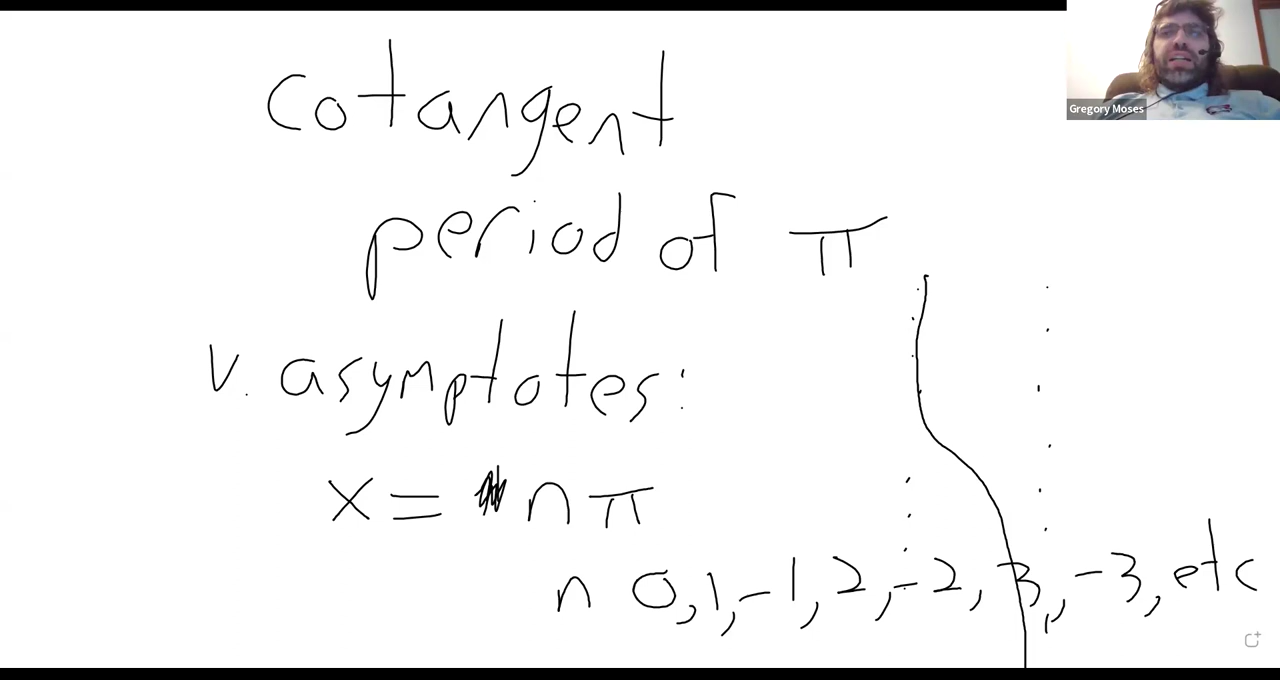 cotangent
period of π
v. asymptotes:
x = nπ
n 0, 1, -1, 2, -2, 3, -3, etc
Gregory Moses